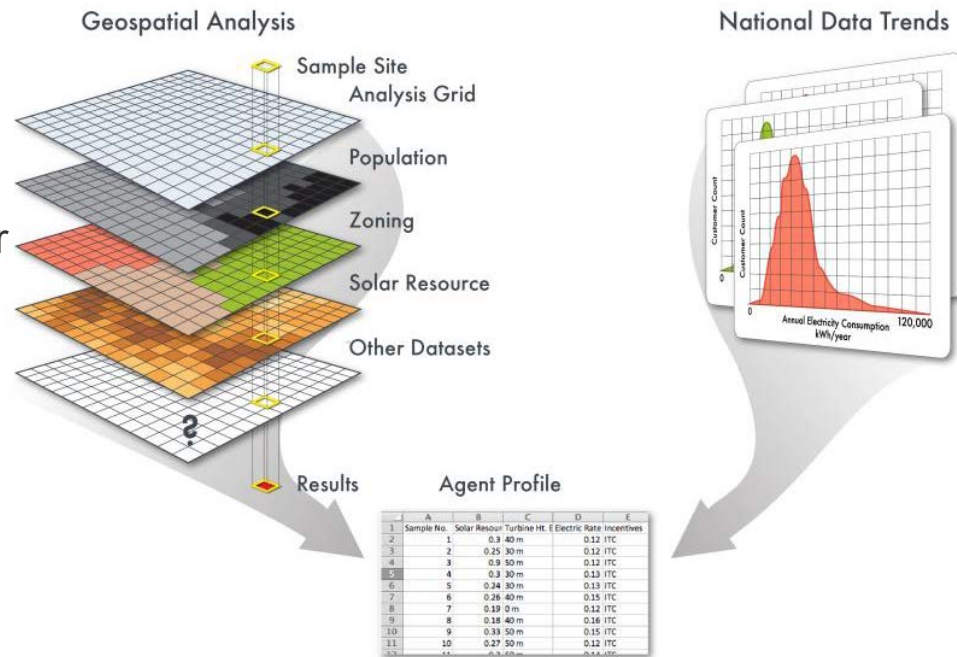 Geospatial Analysis
National Data Trends
Sample Site
Analysis Grid
Population
Zoning
r
Solar Resource
Other Datasets
?
Results
Customer Count
0
Customer Count
0
Annual Electricity Consumption
kWh/year
120,000
Agent Profile
A B C D E
1 Sample No. Solar Resour Turbine Ht. E Electric Rate Incentives
2 1 0.3 40 m 0.12 ITC
3 2 0.25 30 m 0.12 ITC
4 3 0.9 50 m 0.12 ITC
5 4 0.3 30 m 0.13 ITC
6 5 0.24 30 m 0.13 ITC
7 6 0.26 40 m 0.15 ITC
8 7 0.19 0 m 0.12 ITC
9 8 0.18 40 m 0.16 ITC
10 9 0.33 50 m 0.15 ITC
11 10 0.27 50 m 0.12 ITC